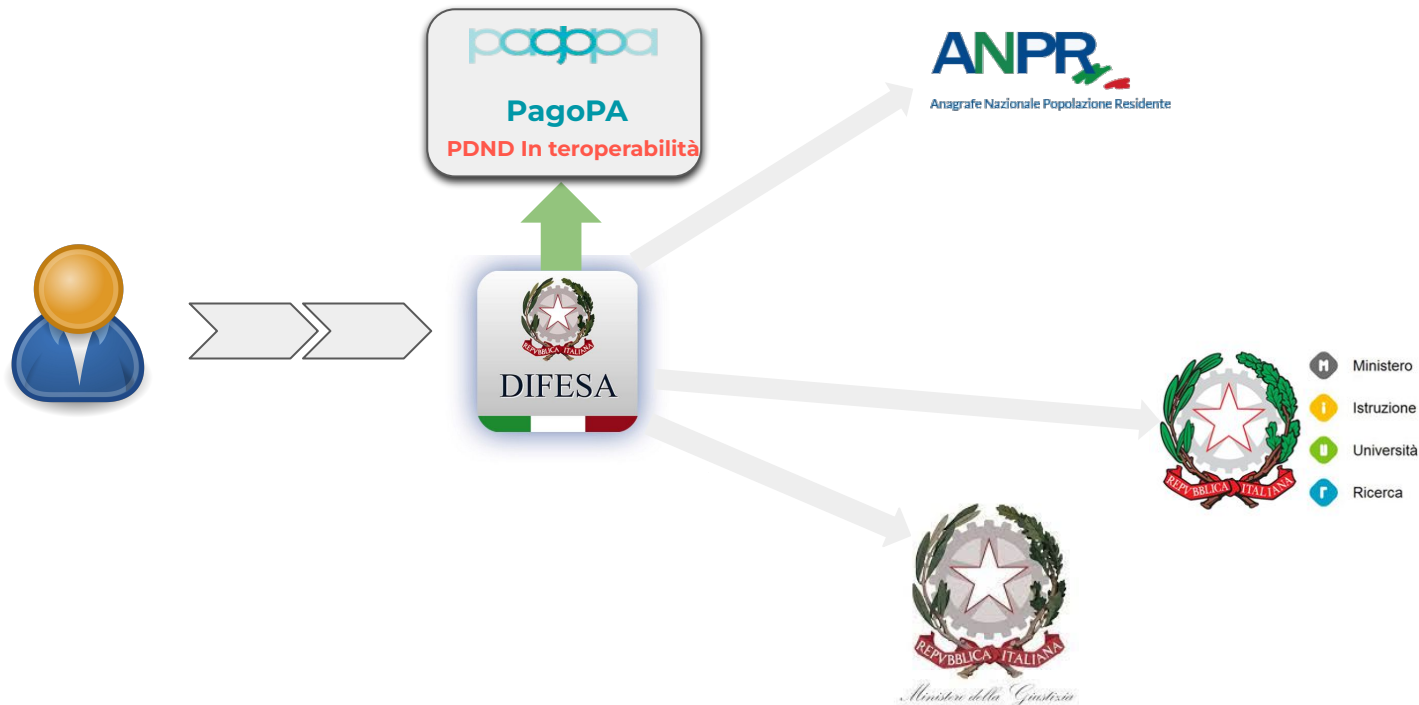 pagopa
PagoPA
PDND In teroperabilità
ANPR
Anagrafe Nazionale Popolazione Residente
REPVBBLICA ITALIANA
DIFESA
M Ministero
i Istruzione
U Università
r Ricerca
REPVBBLICA ITALIANA
REPVBBLICA ITALIANA
Ministero della Giustizia